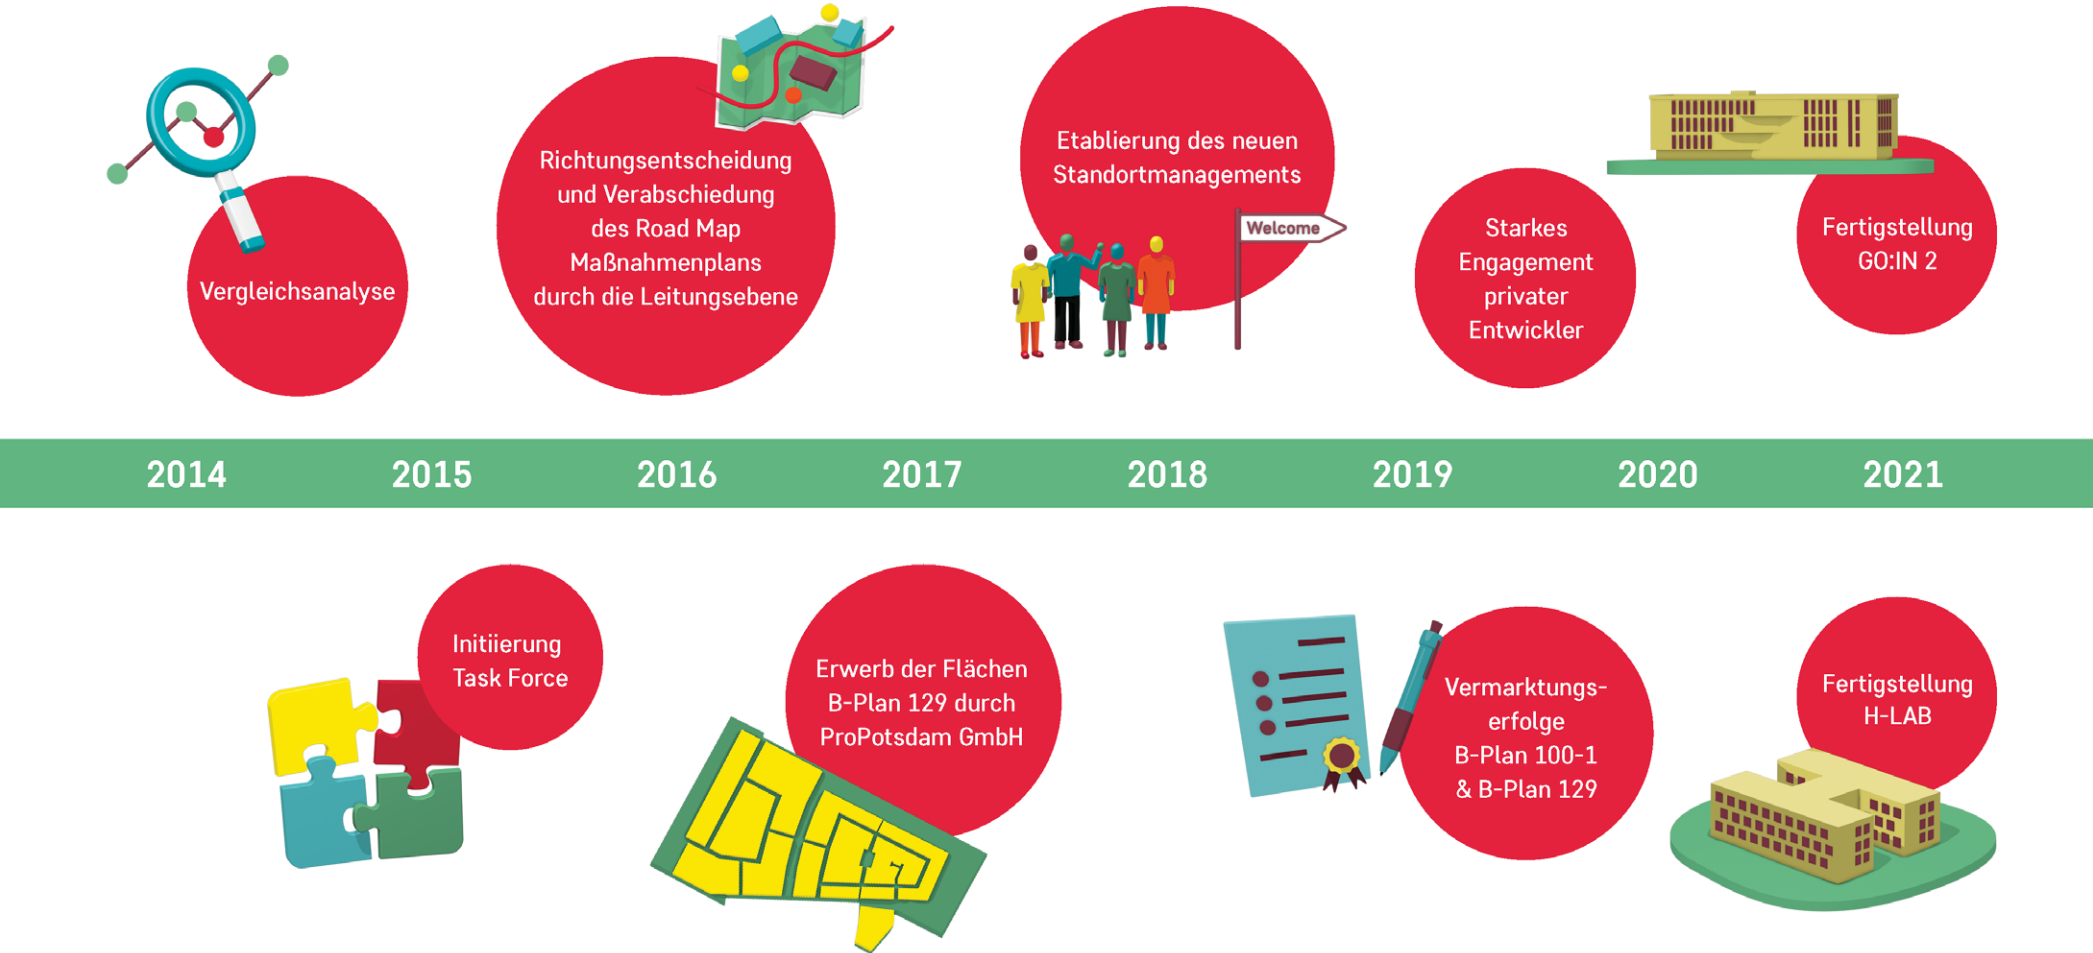 Vergleichsanalyse
Richtungsentscheidung
und Verabschiedung
des Road Map
Maßnahmenplans
durch die Leitungsebene
Etablierung des neuen
Standortmanagements
Welcome
Starkes
Engagement
privater
Entwickler
Fertigstellung
GO:IN 2
2014 2015 2016 2017 2018 2019 2020 2021
Initiierung
Task Force
Erwerb der Flächen
B-Plan 129 durch
ProPotsdam GmbH
Vermarktungs-
erfolge
B-Plan 100-1
& B-Plan 129
Fertigstellung
H-LAB